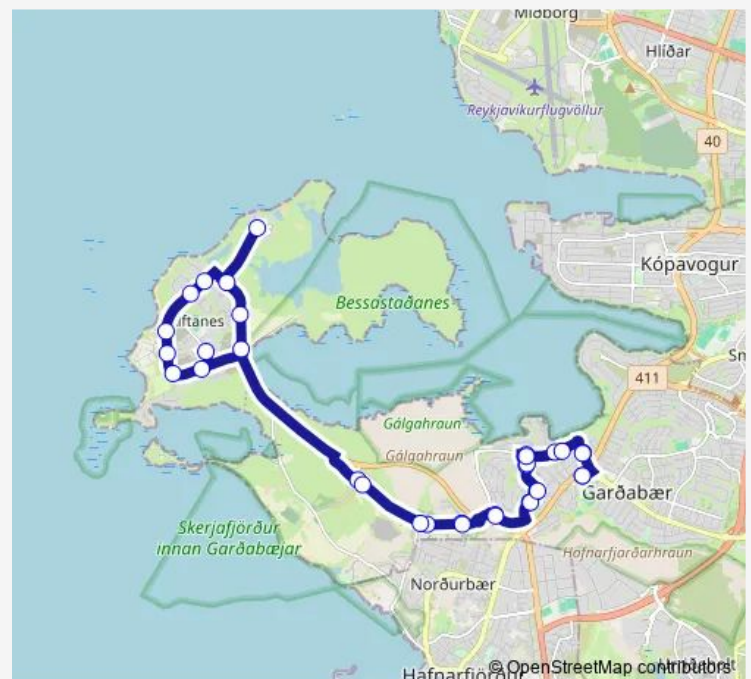 Miðborg
Hlíðar
Reykjavíkurflugvöllur
40
Kópavogur
Bessastaðanes
411
Gálgahraun
Gálgahraun
Garðabær
Skerjafjörður
innan Garðabæjar
Hafnarfjarðarhraun
Norðurbær
© OpenStreetMap contributors